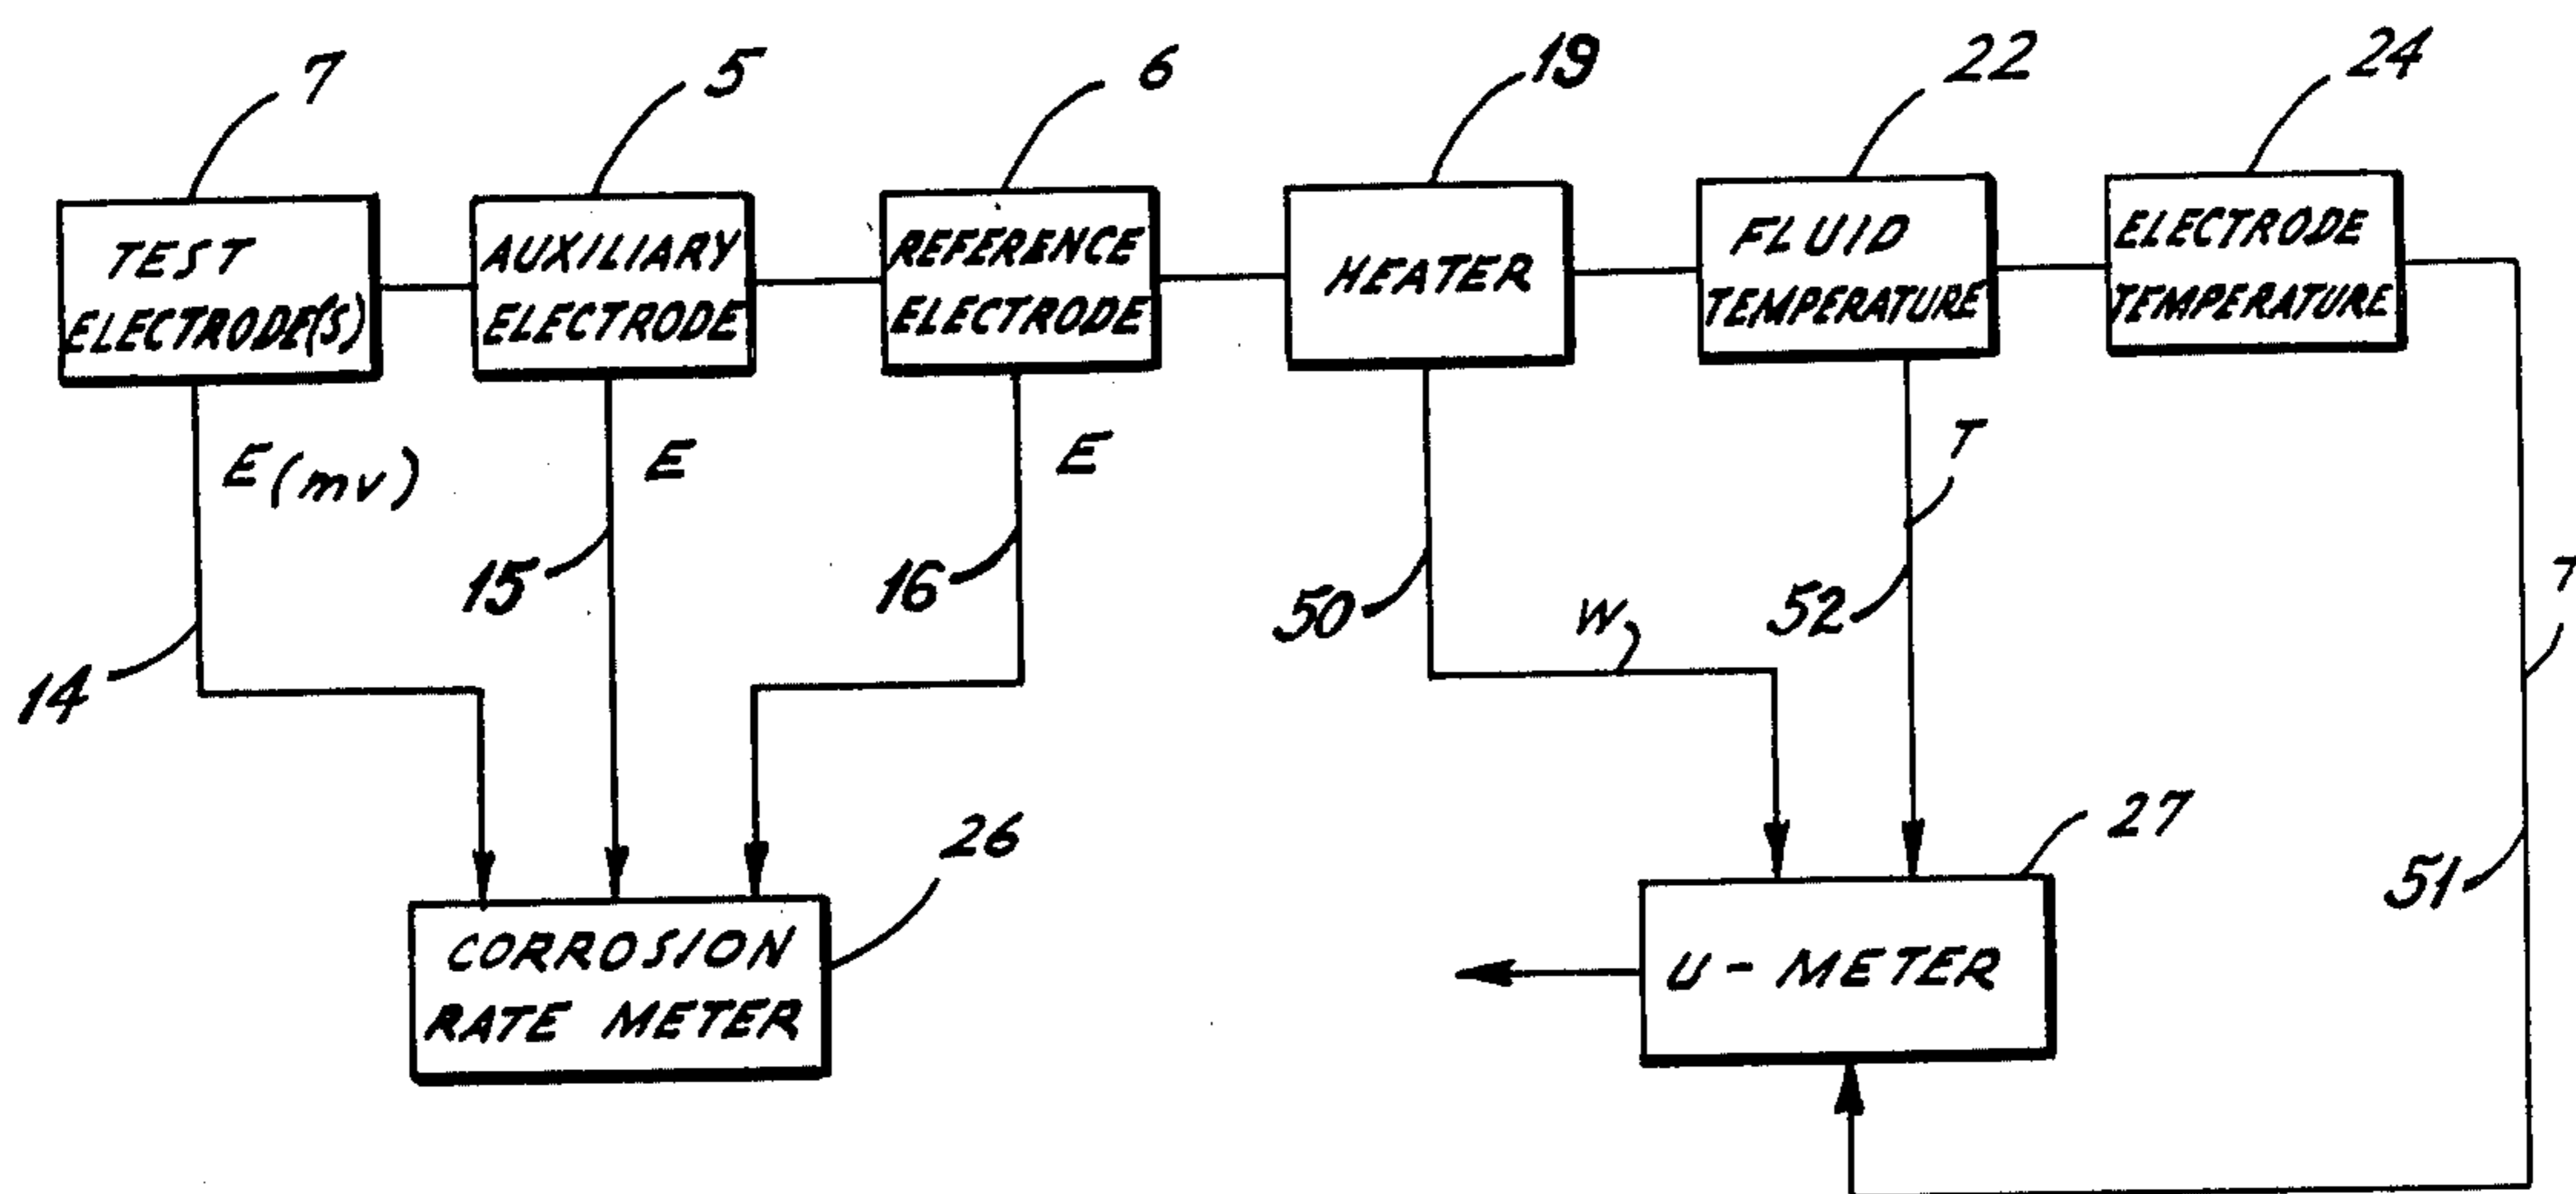 7
5
6
19
22
24
TEST
ELECTRODE(S)
AUXILIARY
ELECTRODE
REFERENCE
ELECTRODE
HEATER
FLUID
TEMPERATURE
ELECTRODE
TEMPERATURE
E(mv)
E
E
T
14
15
16
50
W
52
T
51
26
27
CORROSION
RATE METER
U-METER